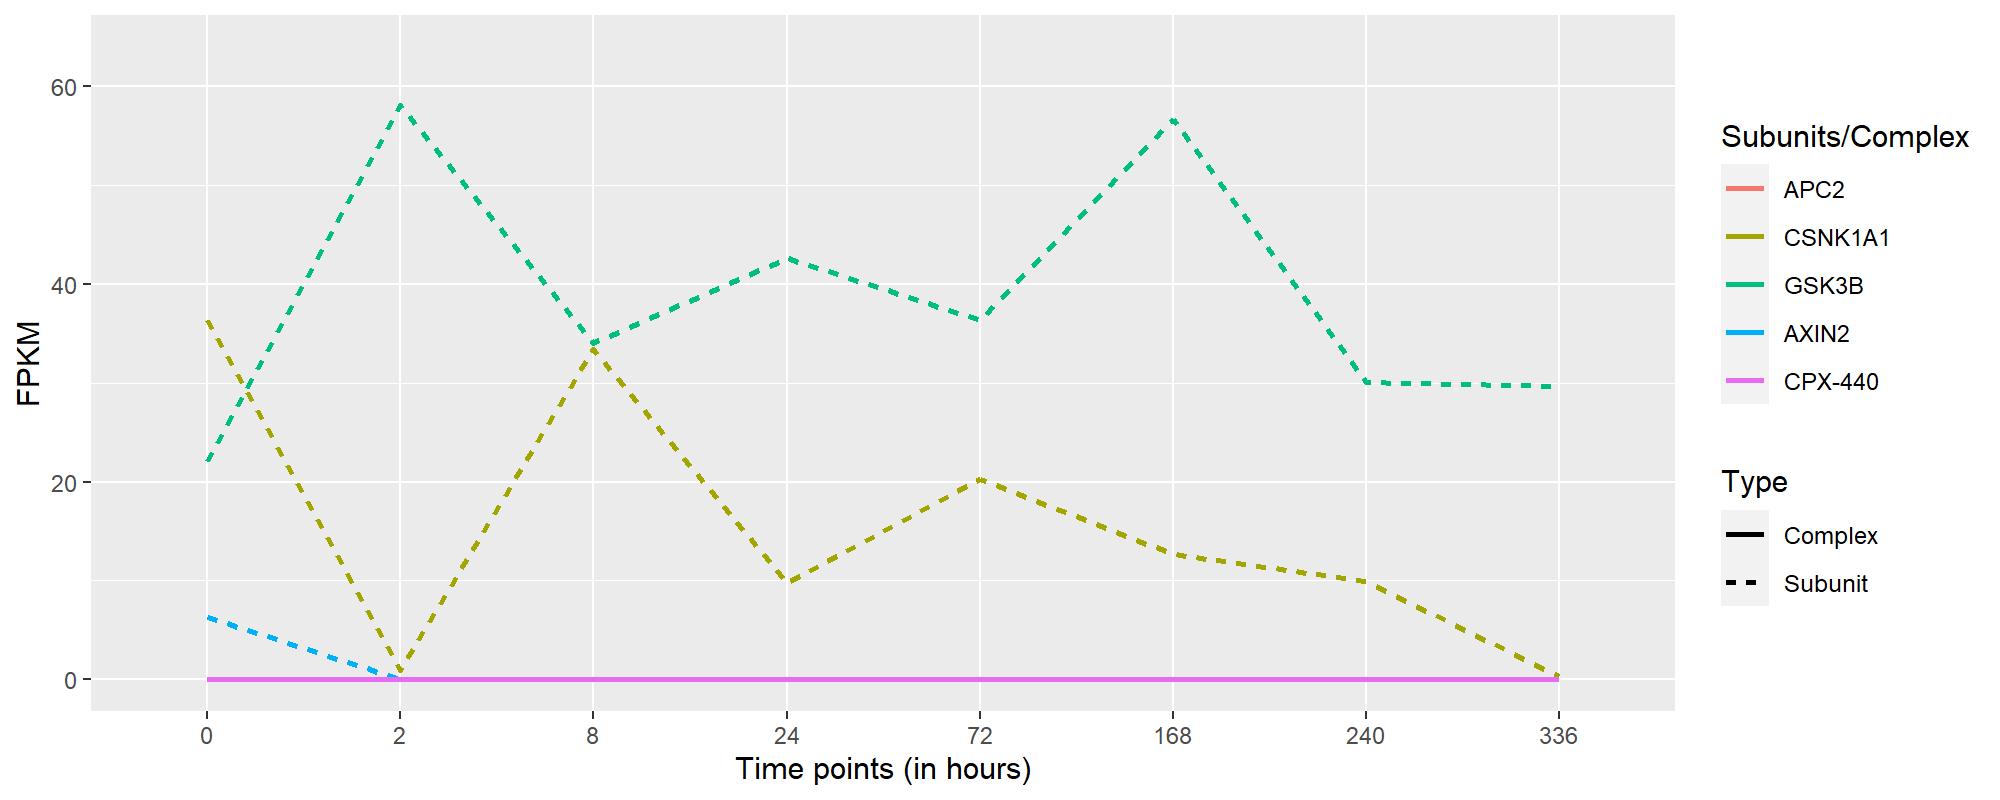 60
40
20
0
FPKM
0 2 8 24 72 168 240 336
Time points (in hours)
Subunits/Complex
APC2
CSNK1A1
GSK3B
AXIN2
CPX-440
Type
Complex
Subunit